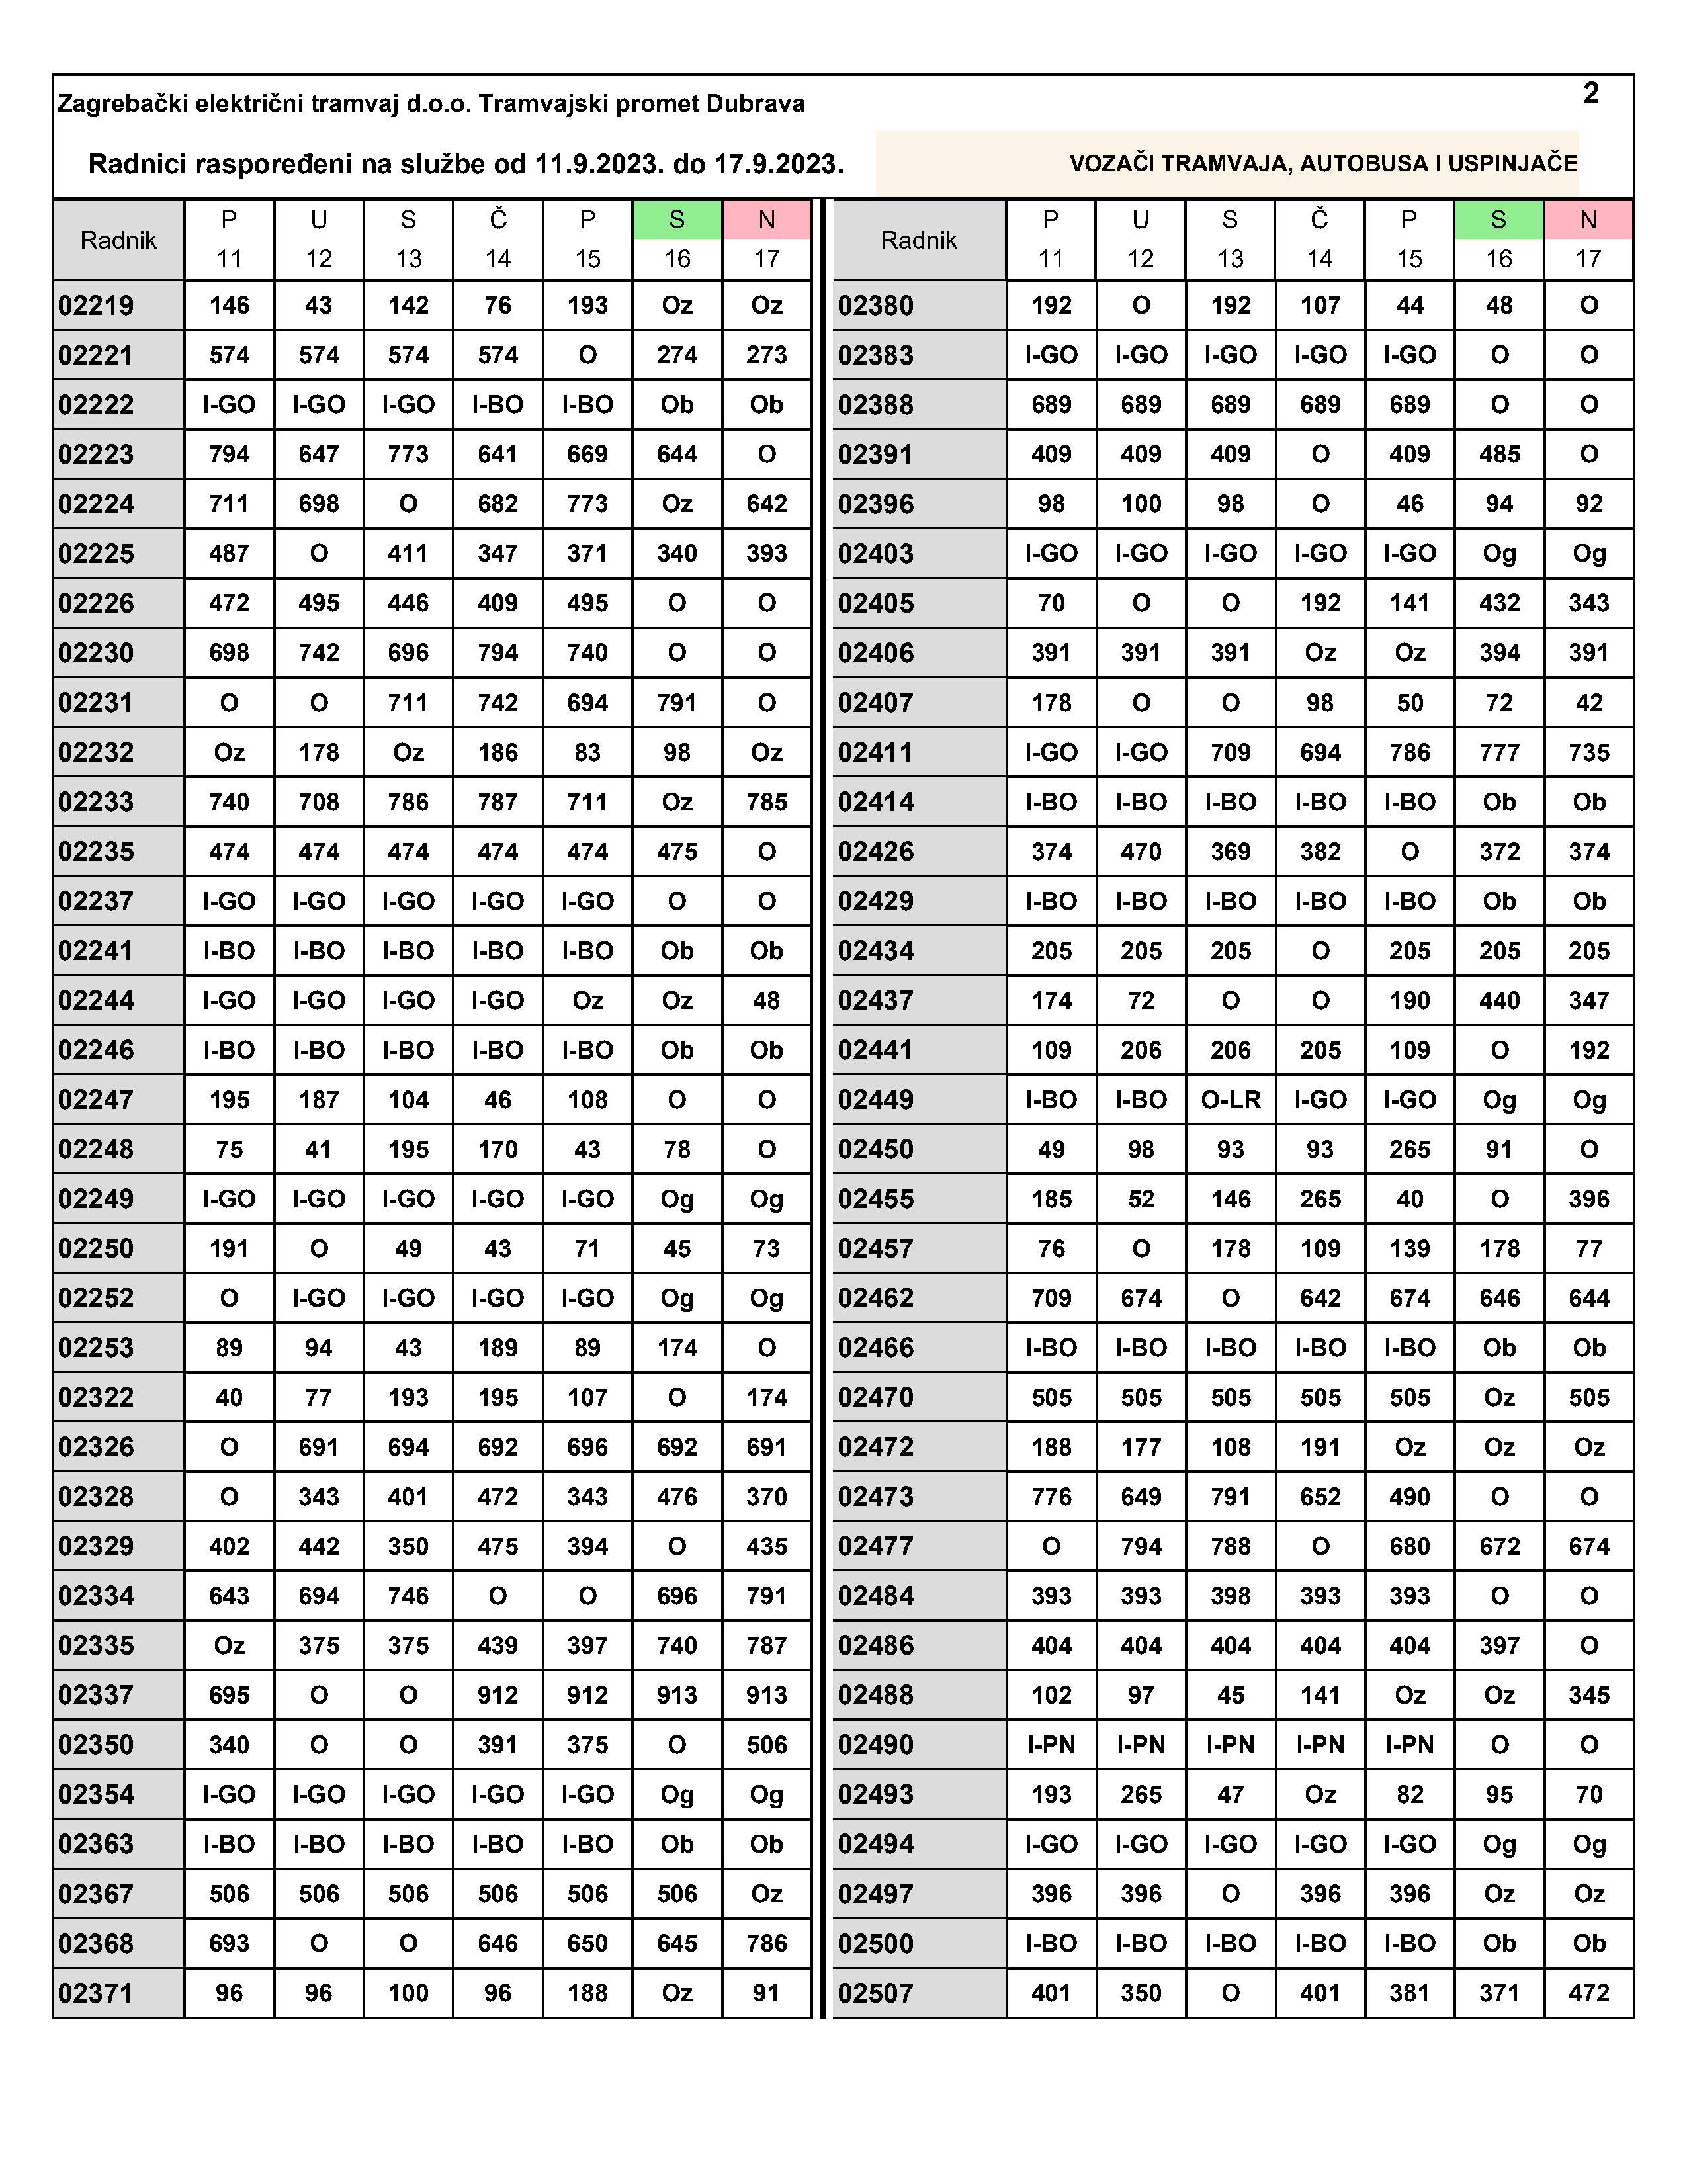 2
Zagrebački električni tramvaj d.o.o. Tramvajski promet Dubrava
Radnici raspoređeni na službe od 11.9.2023. do 17.9.2023. VOZAČI TRAMVAJA, AUTOBUSA I USPINJAČE
Radnik P U S Č P S N Radnik P U S Č P S N
11 12 13 14 15 16 17 11 12 13 14 15 16 17
02219 146 43 142 76 193 Oz Oz 02380 192 O 192 107 44 48 O
02221 574 574 574 574 O 274 273 02383 I-GO I-GO I-GO I-GO I-GO O O
02222 I-GO I-GO I-GO I-BO I-BO Ob Ob 02388 689 689 689 689 689 O O
02223 794 647 773 641 669 644 O 02391 409 409 409 O 409 485 O
02224 711 698 O 682 773 Oz 642 02396 98 100 98 O 46 94 92
02225 487 O 411 347 371 340 393 02403 I-GO I-GO I-GO I-GO I-GO Og Og
02226 472 495 446 409 495 O O 02405 70 O O 192 141 432 343
02230 698 742 696 794 740 O O 02406 391 391 391 Oz Oz 394 391
02231 O O 711 742 694 791 O 02407 178 O O 98 50 72 42
02232 Oz 178 Oz 186 83 98 Oz 02411 I-GO I-GO 709 694 786 777 735
02233 740 708 786 787 711 Oz 785 02414 I-BO I-BO I-BO I-BO I-BO Ob Ob
02235 474 474 474 474 474 475 O 02426 374 470 369 382 O 372 374
02237 I-GO I-GO I-GO I-GO I-GO O O 02429 I-BO I-BO I-BO I-BO I-BO Ob Ob
02241 I-BO I-BO I-BO I-BO I-BO Ob Ob 02434 205 205 205 O 205 205 205
02244 I-GO I-GO I-GO I-GO Oz Oz 48 02437 174 72 O O 190 440 347
02246 I-BO I-BO I-BO I-BO I-BO Ob Ob 02441 109 206 206 205 109 O 192
02247 195 187 104 46 108 O O 02449 I-BO I-BO O-LR I-GO I-GO Og Og
02248 75 41 195 170 43 78 O 02450 49 98 93 93 265 91 O
02249 I-GO I-GO I-GO I-GO I-GO Og Og 02455 185 52 146 265 40 O 396
02250 191 O 49 43 71 45 73 02457 76 O 178 109 139 178 77
02252 O I-GO I-GO I-GO I-GO Og Og 02462 709 674 O 642 674 646 644
02253 89 94 43 189 89 174 O 02466 I-BO I-BO I-BO I-BO I-BO Ob Ob
02322 40 77 193 195 107 O 174 02470 505 505 505 505 505 Oz 505
02326 O 691 694 692 696 692 691 02472 188 177 108 191 Oz Oz Oz
02328 O 343 401 472 343 476 370 02473 776 649 791 652 490 O O
02329 402 442 350 475 394 O 435 02477 O 794 788 O 680 672 674
02334 643 694 746 O O 696 791 02484 393 393 398 393 393 O O
02335 Oz 375 375 439 397 740 787 02486 404 404 404 404 404 397 O
02337 695 O O 912 912 913 913 02488 102 97 45 141 Oz Oz 345
02350 340 O O 391 375 O 506 02490 I-PN I-PN I-PN I-PN I-PN O O
02354 I-GO I-GO I-GO I-GO I-GO Og Og 02493 193 265 47 Oz 82 95 70
02363 I-BO I-BO I-BO I-BO I-BO Ob Ob 02494 I-GO I-GO I-GO I-GO I-GO Og Og
02367 506 506 506 506 506 506 Oz 02497 396 396 O 396 396 Oz Oz
02368 693 O O 646 650 645 786 02500 I-BO I-BO I-BO I-BO I-BO Ob Ob
02371 96 96 100 96 188 Oz 91 02507 401 350 O 401 381 371 472